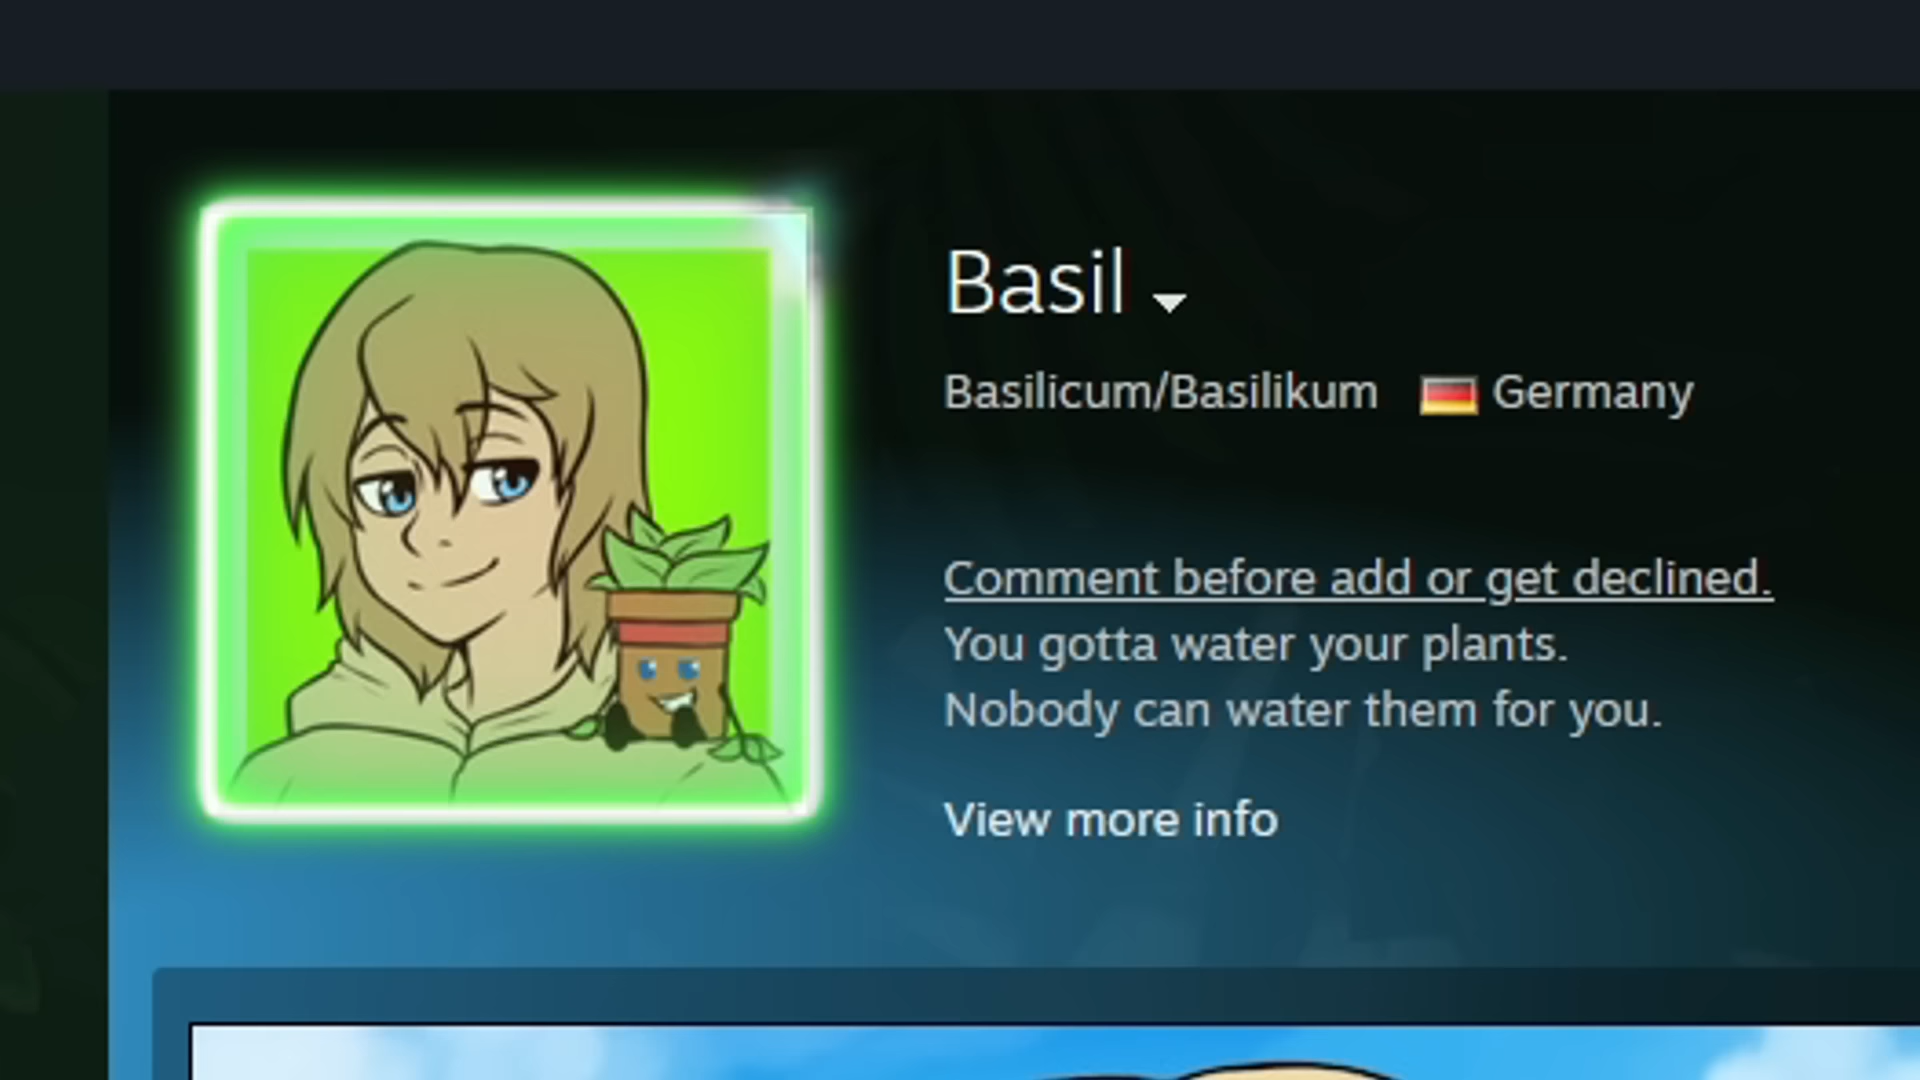 Basil
Basilicum/Basilikum Germany
Comment before add or get declined.
You gotta water your plants.
Nobody can water them for you.
View more info